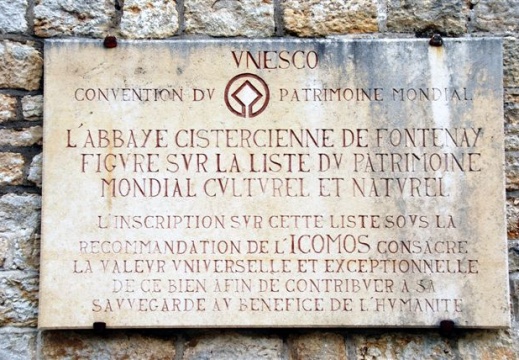 VNESCO
CONVENTION DV PATRIMOINE MONDIAL
L'ABBAYE CISTERCIENNE DE FONTENAY
FIGVRE SVR LA LISTE DV PATRIMOINE
MONDIAL CVLTVREL ET NATVREL
L'INSCRIPTION SVR CETTE LISTE SOVS LA
RECOMMANDATION DE L'ICOMOS CONSACRE
LA VALEVR VNIVERSELLE ET EXCEPTIONNELLE
DE CE BIEN AFIN DE CONTRIBVER A SA
SAVVEGARDE AV BENEFICE DE L'HVMANITE